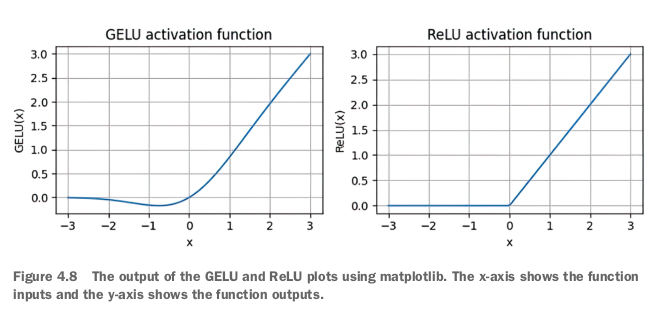 GELU activation function
3.0
2.5
2.0
1.5
1.0
0.5
0.0
GELU(x)
−3 −2 −1 0 1 2 3
x
ReLU activation function
3.0
2.5
2.0
1.5
1.0
0.5
0.0
ReLU(x)
−3 −2 −1 0 1 2 3
x
Figure 4.8 The output of the GELU and ReLU plots using matplotlib. The x-axis shows the function
inputs and the y-axis shows the function outputs.